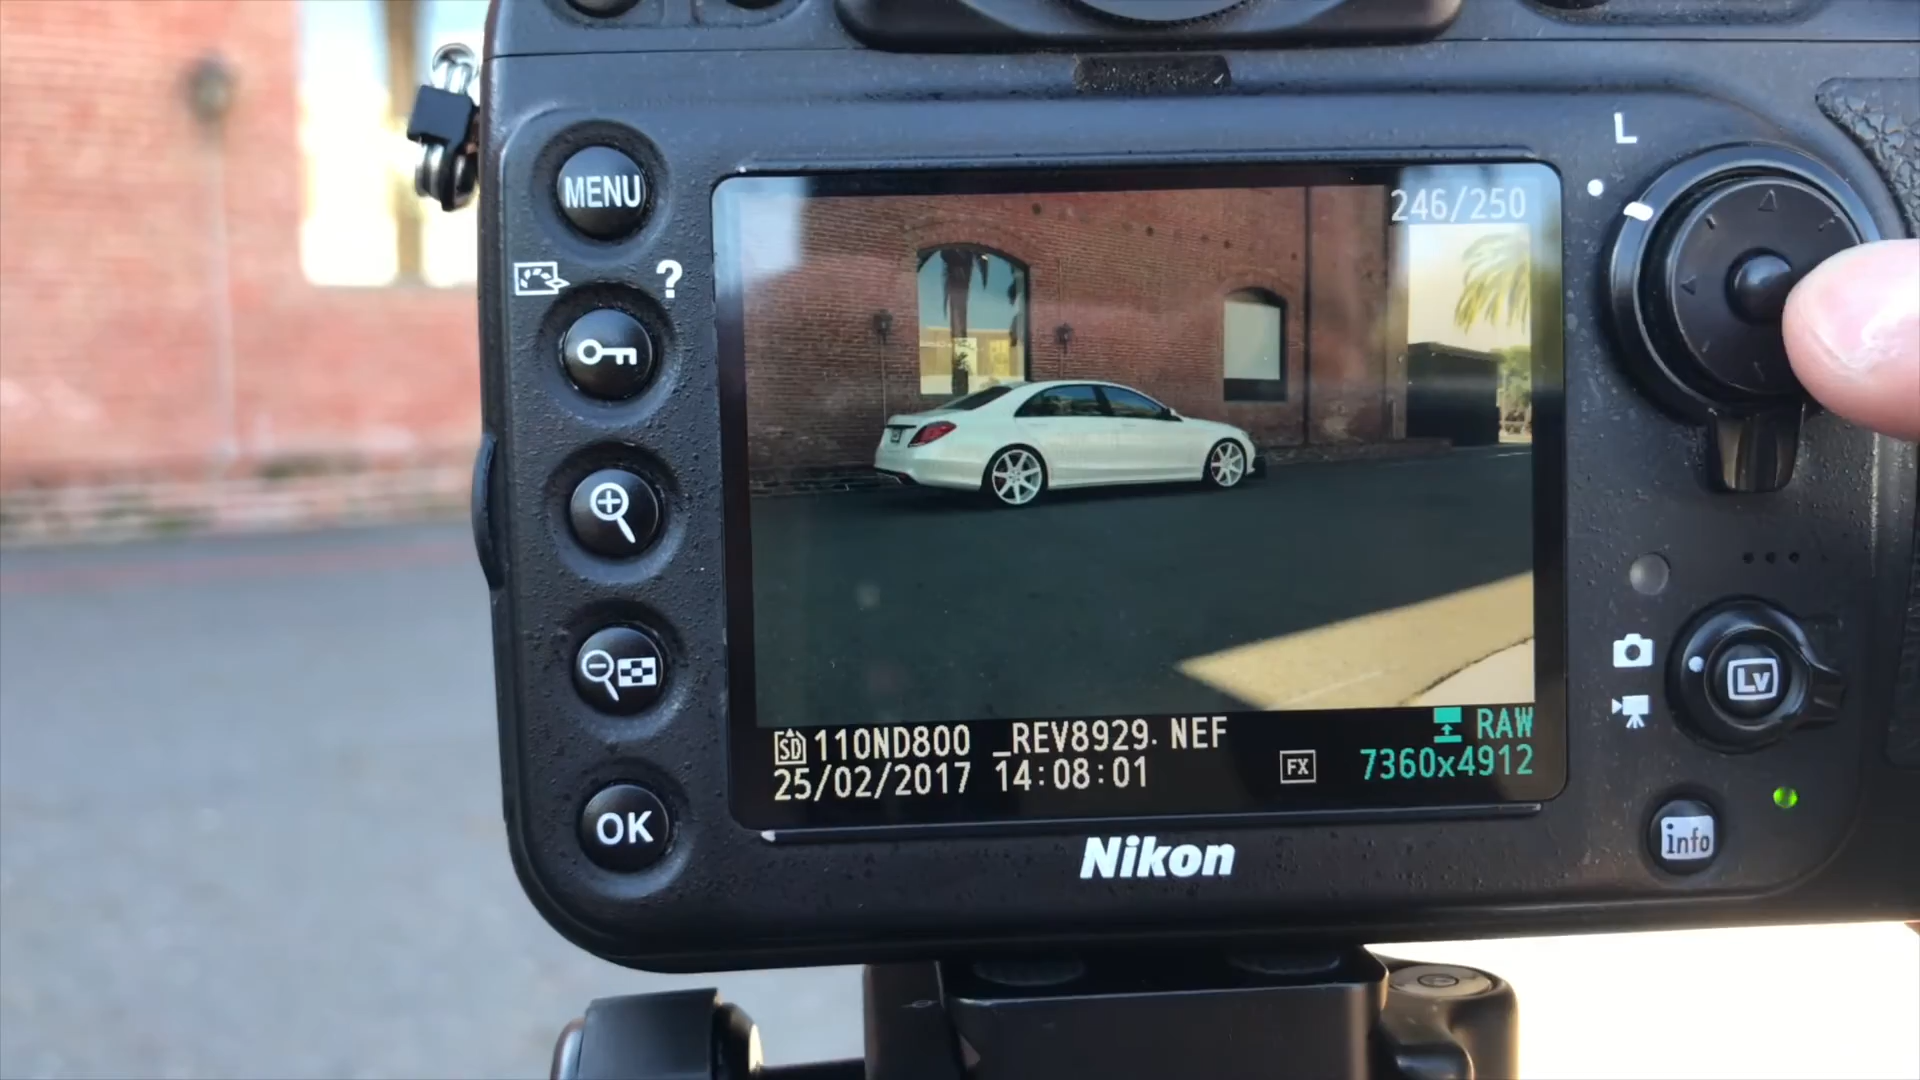 L
MENU
?
246/250
Lv
SD 110ND800 _REV8929. NEF RAW
25/02/2017 14:08:01 FX 7360x4912
OK
info
Nikon